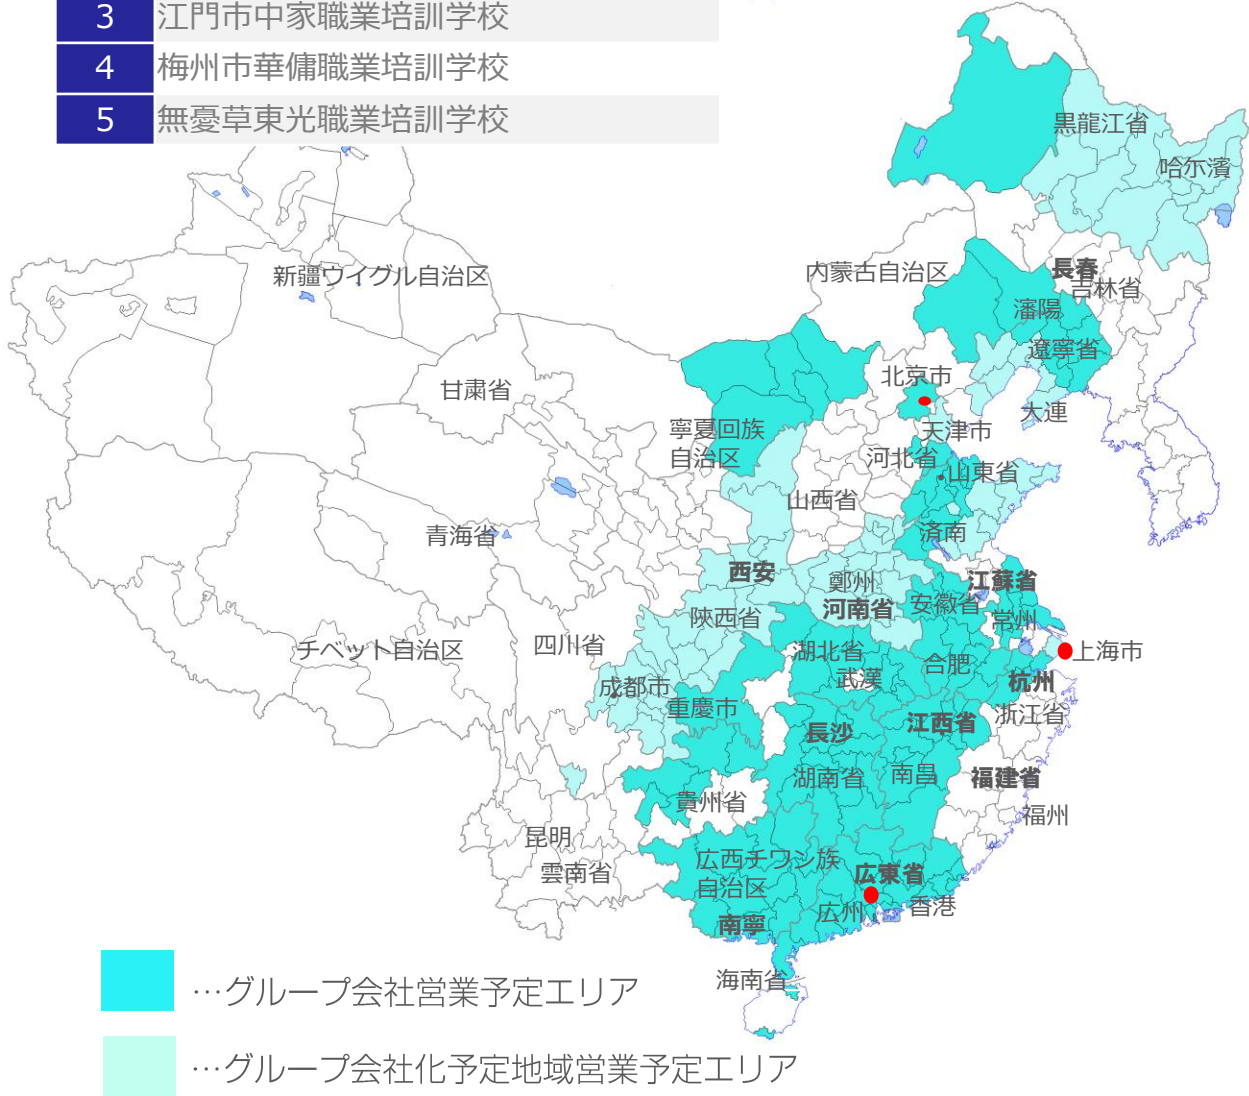 3 江門市中家職業培訓学校
4 梅州市華傭職業培訓学校
5 無憂草東光職業培訓学校
黒龍江省
哈尓濱
新疆ウイグル自治区
内蒙古自治区
長春
吉林省
瀋陽
遼寧省
北京市
甘粛省
大連
寧夏回族
自治区
天津市
河北省
山東省
山西省
青海省
済南
西安
鄭州
江蘇省
河南省
安徽省
陝西省
常州
チベット自治区
四川省
湖北省
合肥
上海市
武漢
成都市
杭州
重慶市
浙江省
長沙
江西省
湖南省
南昌
福建省
貴州省
福州
昆明
雲南省
広西チワン族
自治区
広東省
広州
香港
南寧
海南省
…グループ会社営業予定エリア
…グループ会社化予定地域営業予定エリア